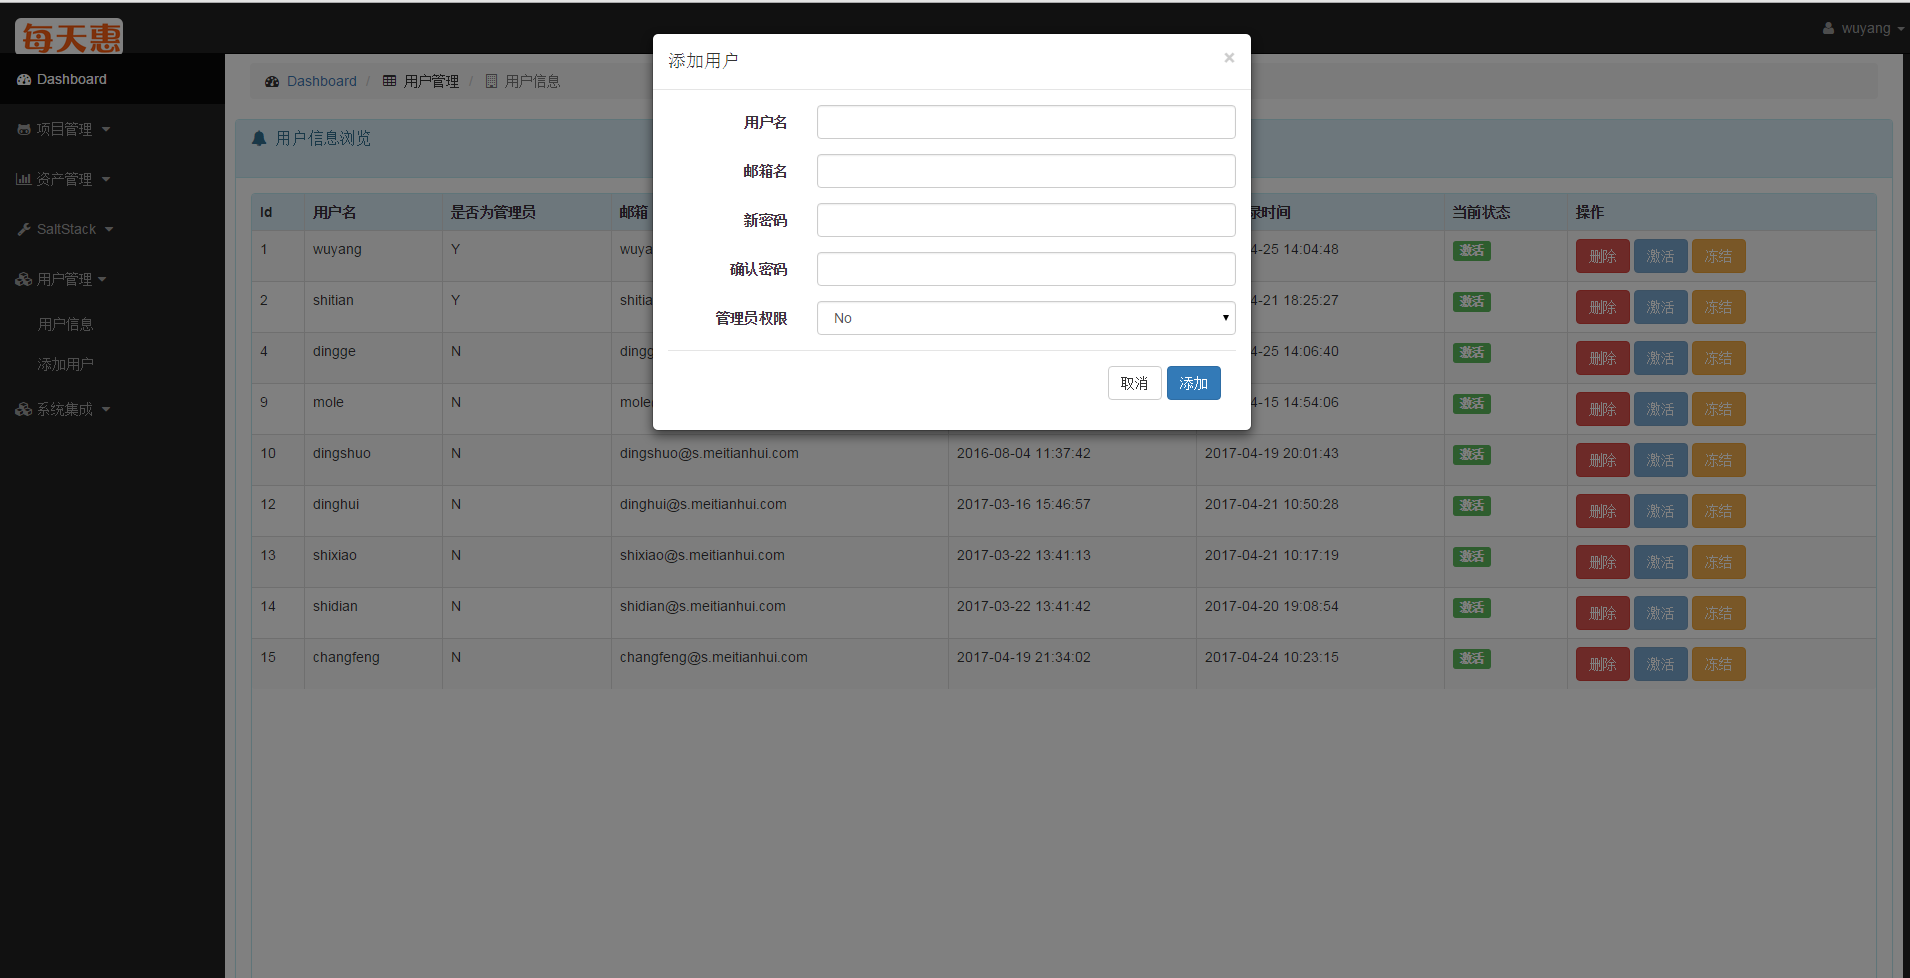 每天惠
wuyang
Dashboard
项目管理
资产管理
SaltStack
用户管理
用户信息
添加用户
系统集成
Dashboard / 用户管理 / 用户信息
用户信息浏览
添加用户 ×
用户名
邮箱名
新密码
确认密码
管理员权限 No
取消 添加
Id 用户名 是否为管理员 邮箱 录时间 当前状态 操作
1 wuyang Y wuya 4-25 14:04:48 激活 删除 激活 冻结
2 shitian Y shitia 4-21 18:25:27 激活 删除 激活 冻结
4 dingge N dingg 4-25 14:06:40 激活 删除 激活 冻结
9 mole N mole 4-15 14:54:06 激活 删除 激活 冻结
10 dingshuo N dingshuo@s.meitianhui.com 2016-08-04 11:37:42 2017-04-19 20:01:43 激活 删除 激活 冻结
12 dinghui N dinghui@s.meitianhui.com 2017-03-16 15:46:57 2017-04-21 10:50:28 激活 删除 激活 冻结
13 shixiao N shixiao@s.meitianhui.com 2017-03-22 13:41:13 2017-04-21 10:17:19 激活 删除 激活 冻结
14 shidian N shidian@s.meitianhui.com 2017-03-22 13:41:42 2017-04-20 19:08:54 激活 删除 激活 冻结
15 changfeng N changfeng@s.meitianhui.com 2017-04-19 21:34:02 2017-04-24 10:23:15 激活 删除 激活 冻结